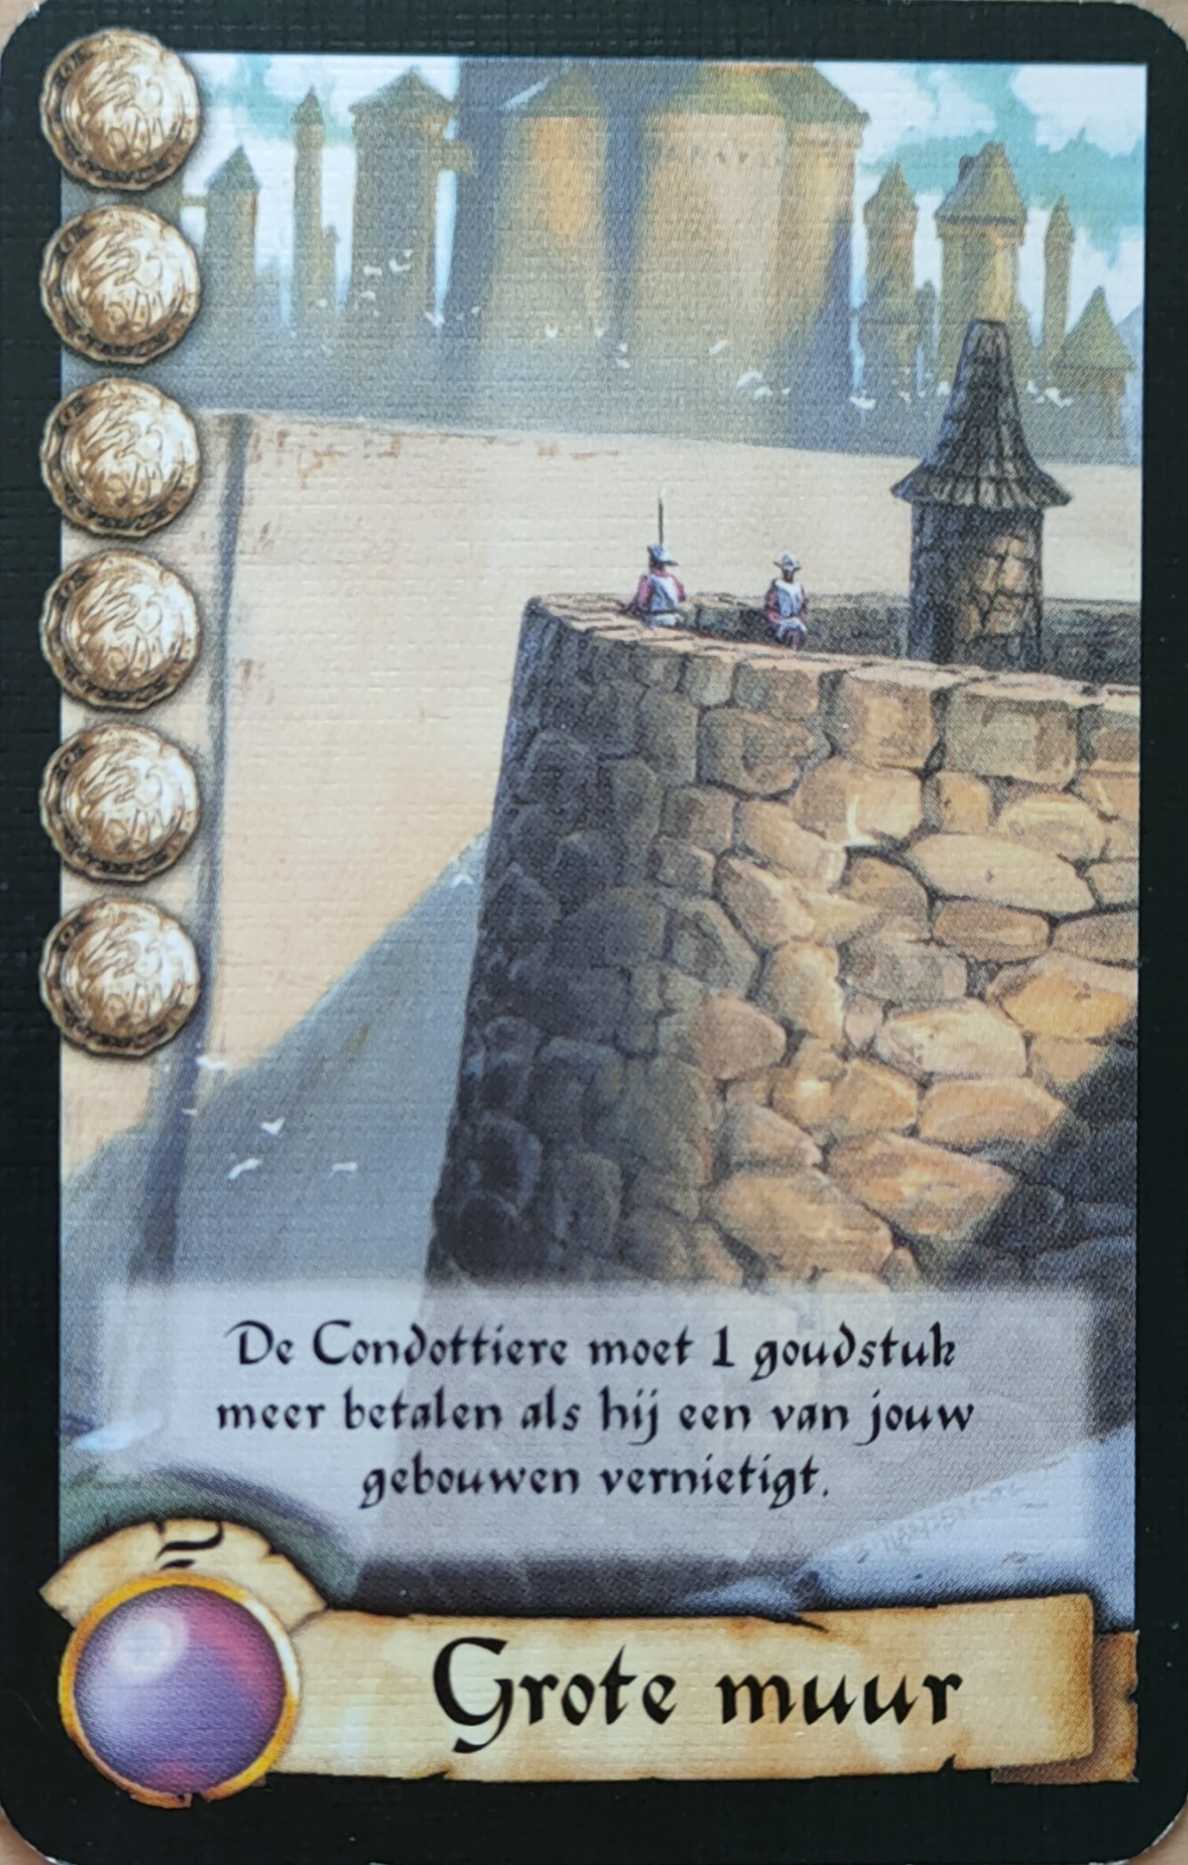 De Condottiere moet 1 goudstuk
meer betalen als hij een van jouw
gebouwen vernietigt.
Grote muur